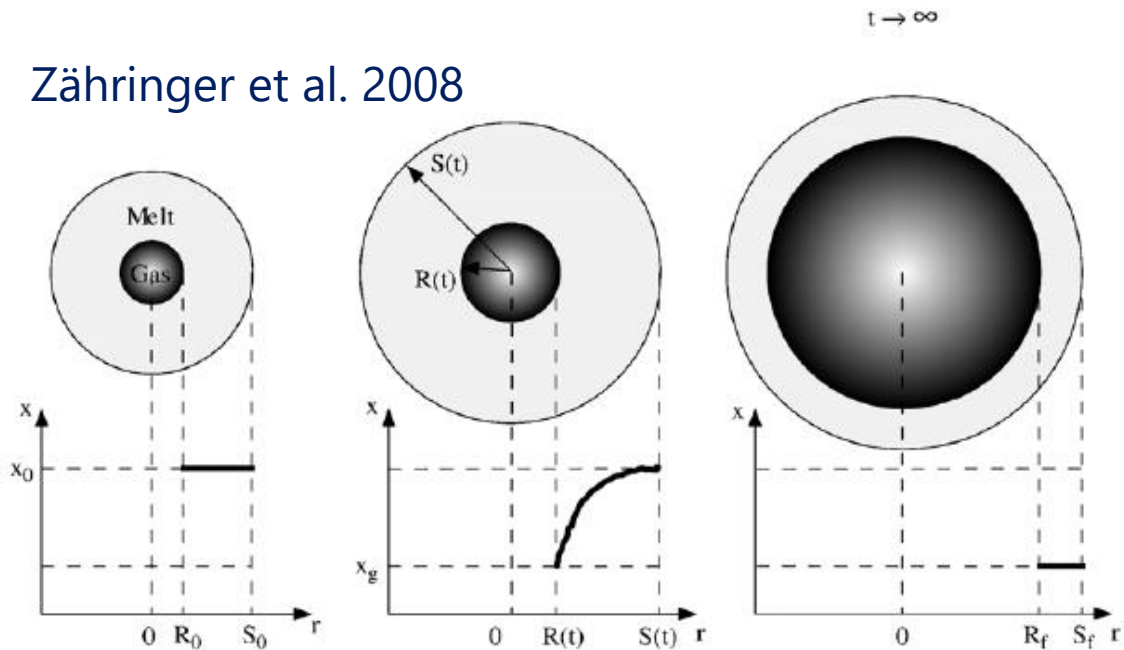 t → ∞
Zähringer et al. 2008
S(t)
Melt
Gas
R(t)
x
x
x
x₀
x_g
0 R₀ S₀ r
0 R(t) S(t) r
0 R_f S_f r